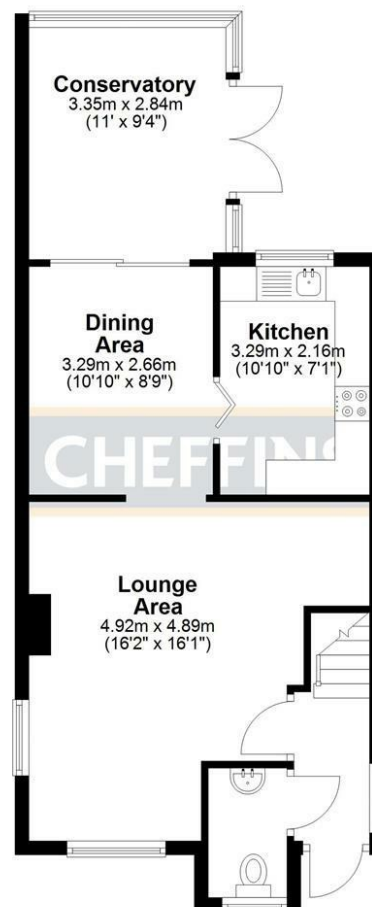 Conservatory
3.35m x 2.84m
(11' x 9'4")
Dining
Area
3.29m x 2.66m
(10'10" x 8'9")
Kitchen
3.29m x 2.16m
(10'10" x 7'1")
CHEFFINS
Lounge
Area
4.92m x 4.89m
(16'2" x 16'1")